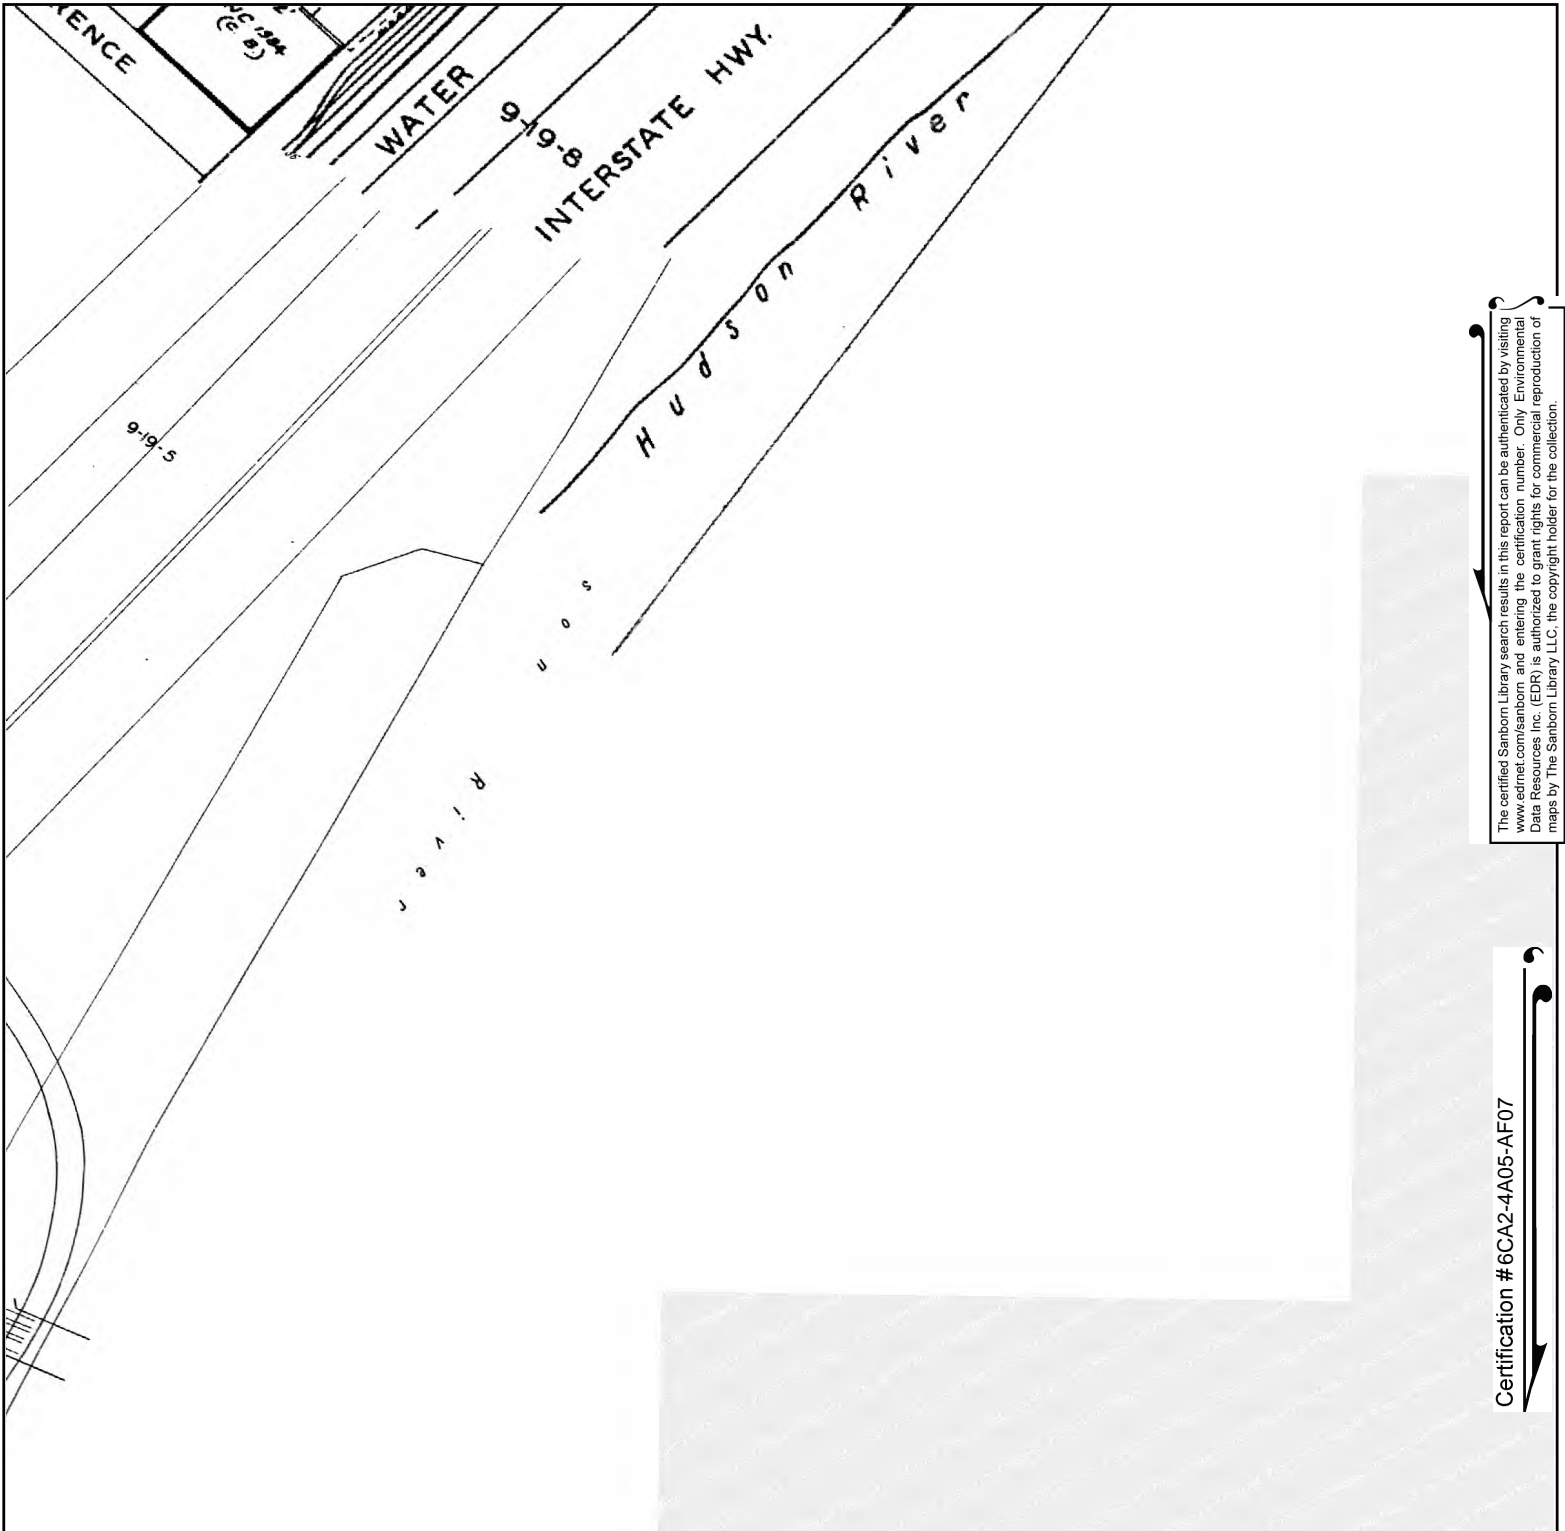 RENCE
NC 1984
(C. B.)
WATER
9-19-8
INTERSTATE HWY.
Hudson River
9-19-5
son
River
The certified Sanborn Library search results in this report can be authenticated by visiting
www.edrnet.com/sanborn and entering the certification number. Only Environmental
Data Resources Inc. (EDR) is authorized to grant rights for commercial reproduction of
maps by The Sanborn Library LLC, the copyright holder for the collection.
Certification # 6CA2-4A05-AF07